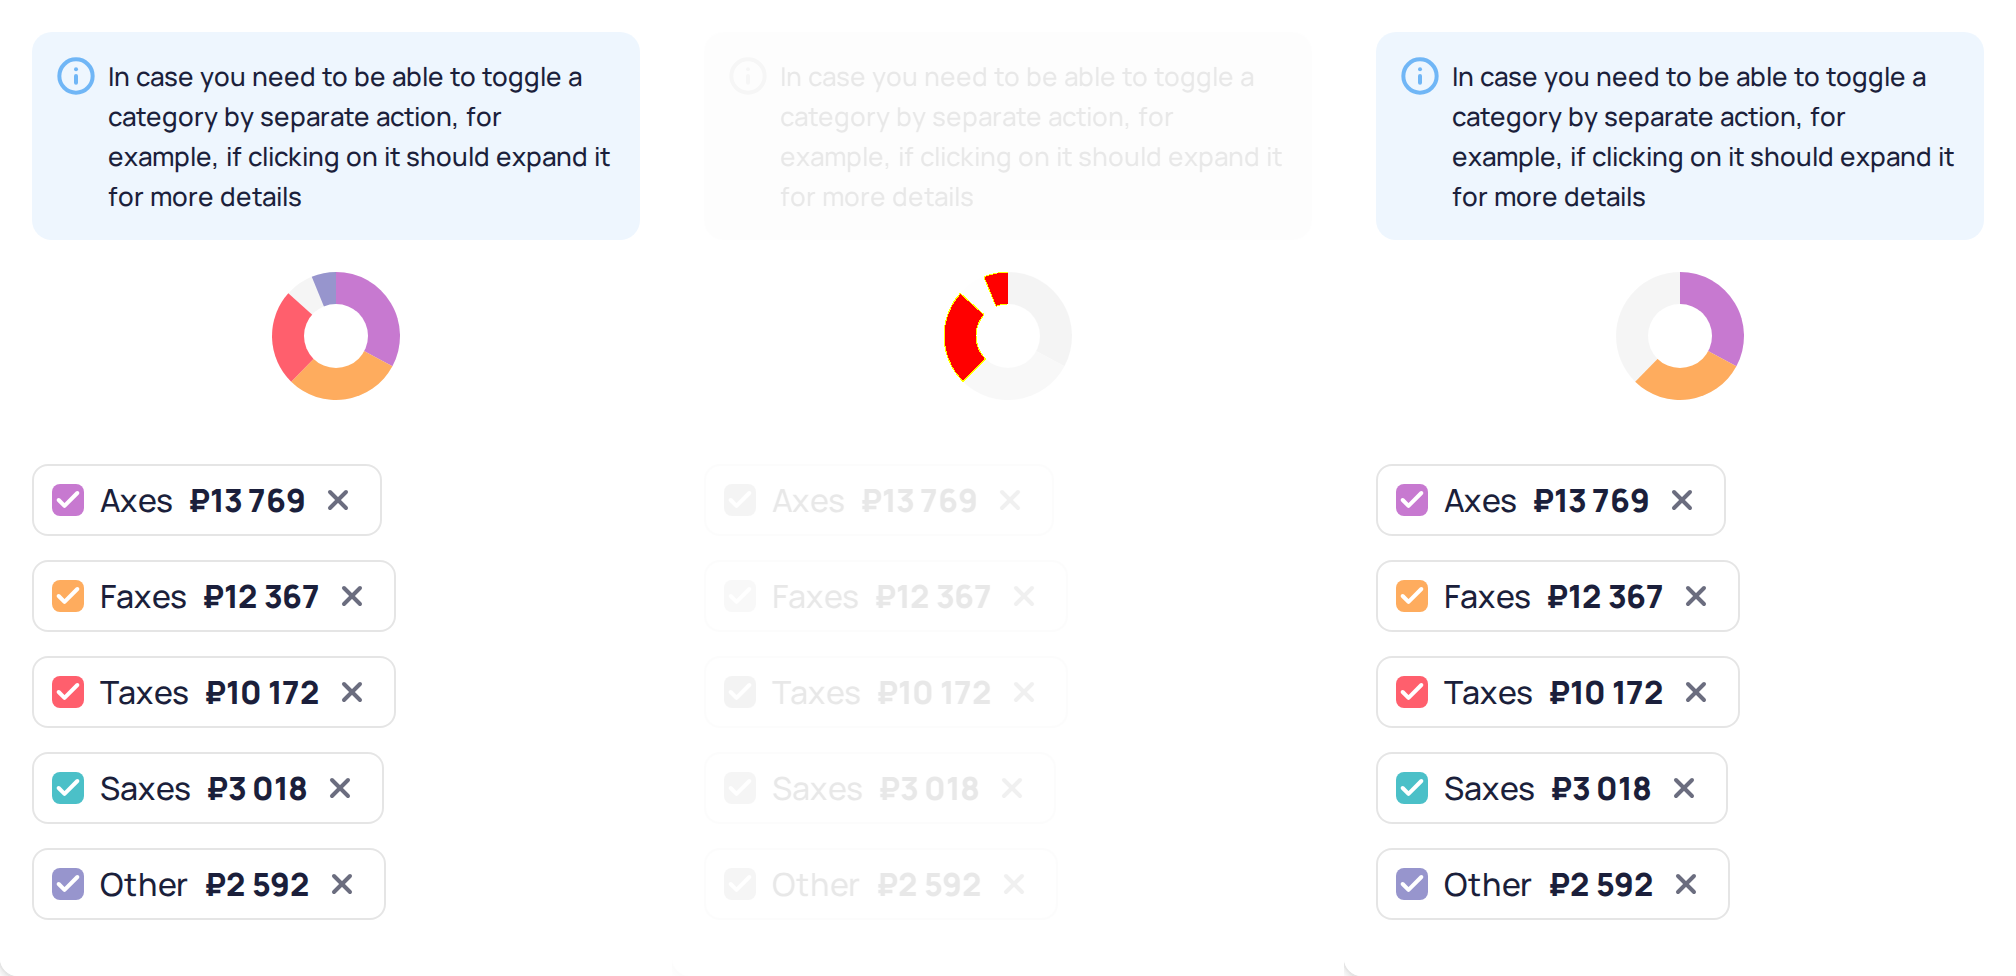 In case you need to be able to toggle a
category by separate action, for
example, if clicking on it should expand it
for more details
Axes ₽13 769
Faxes ₽12 367
Taxes ₽10 172
Saxes ₽3 018
Other ₽2 592
In case you need to be able to toggle a
category by separate action, for
example, if clicking on it should expand it
for more details
Axes ₽13 769
Faxes ₽12 367
Taxes ₽10 172
Saxes ₽3 018
Other ₽2 592
In case you need to be able to toggle a
category by separate action, for
example, if clicking on it should expand it
for more details
Axes ₽13 769
Faxes ₽12 367
Taxes ₽10 172
Saxes ₽3 018
Other ₽2 592